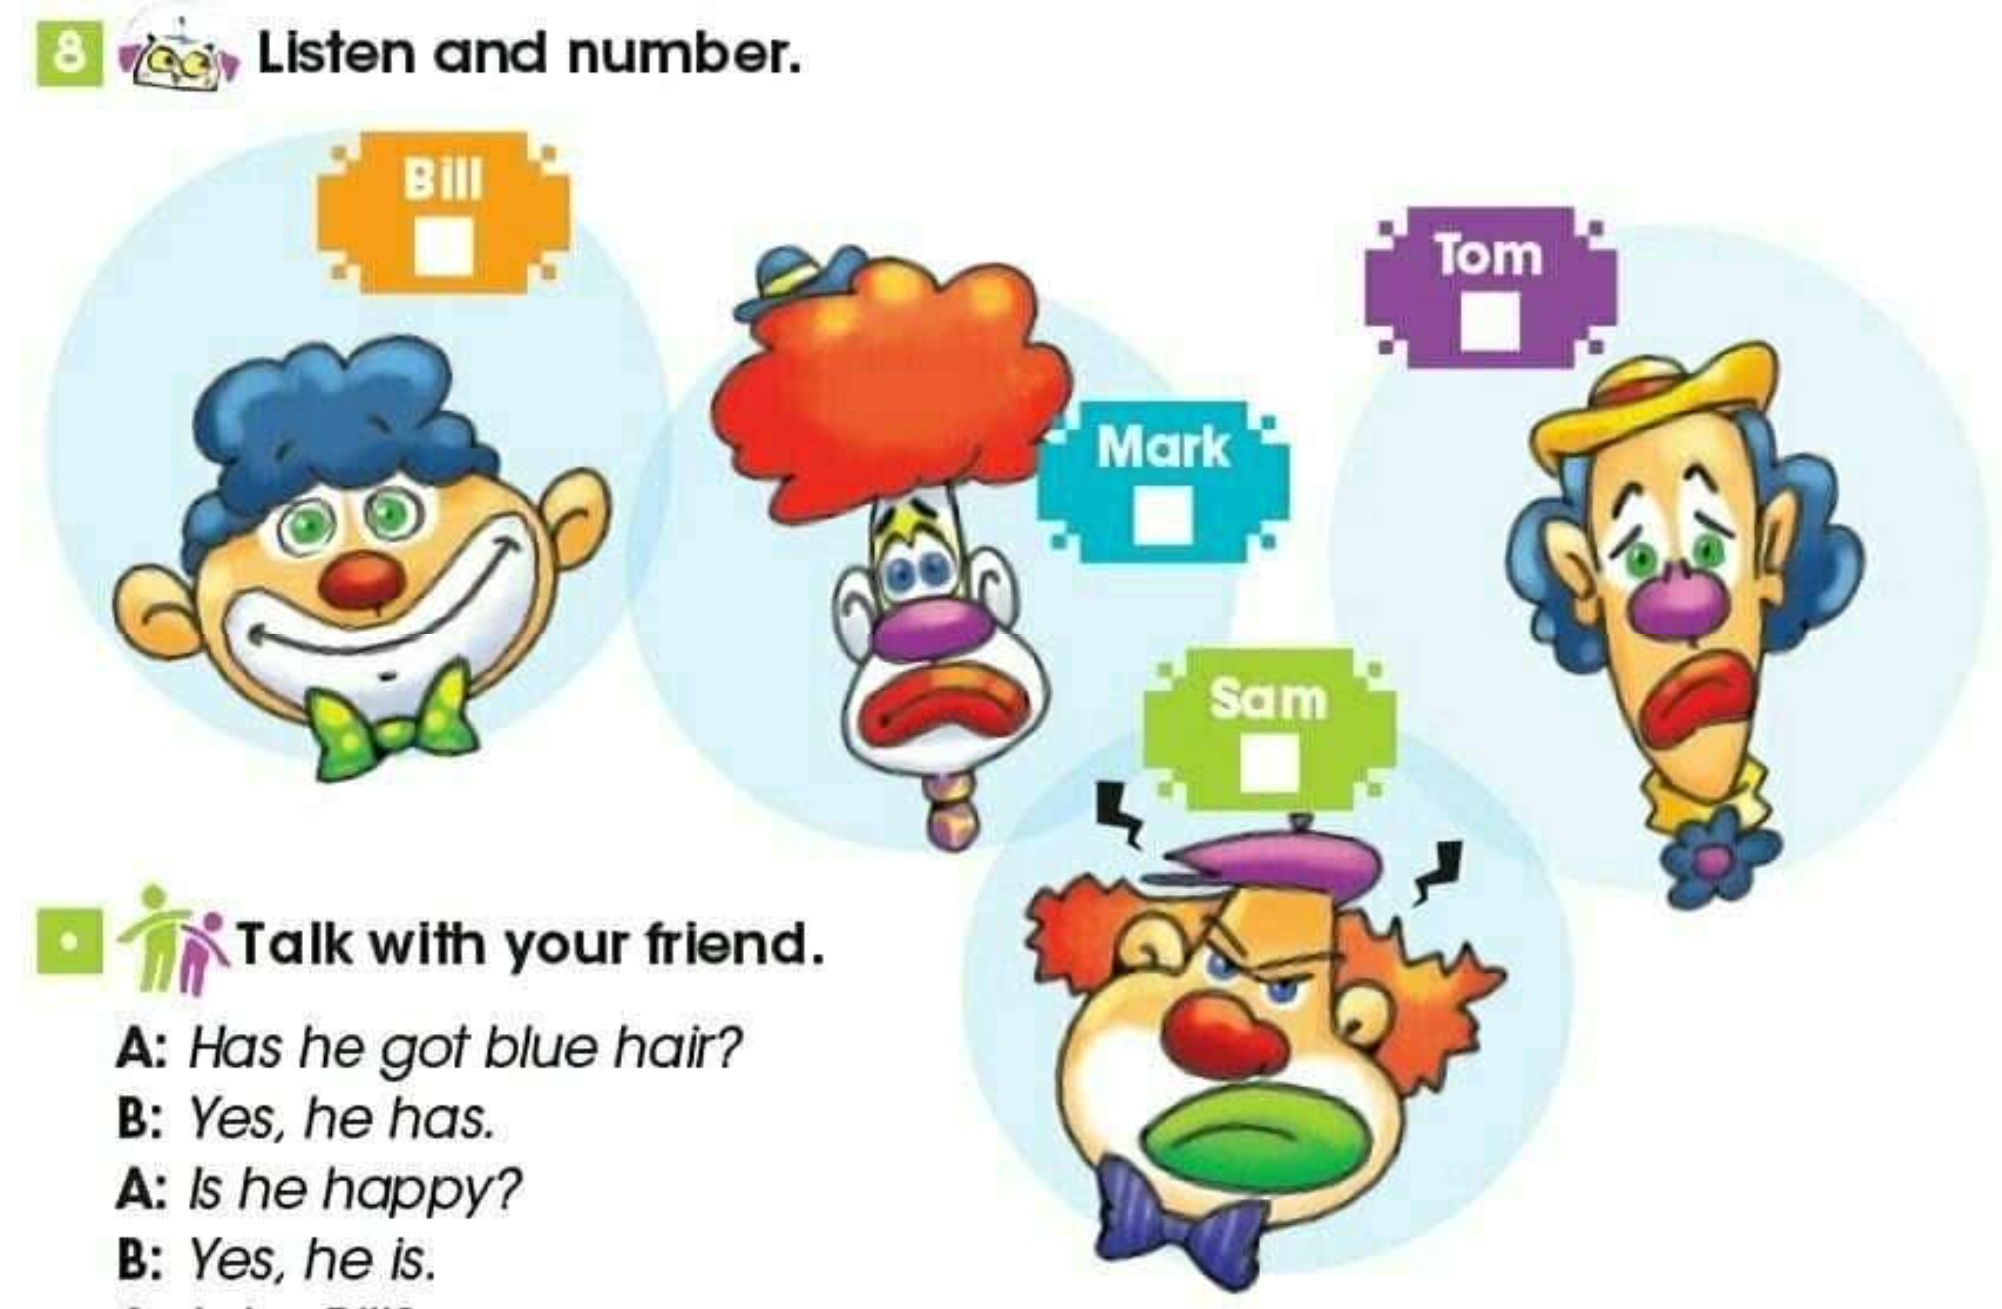 8 Listen and number.
Bill
Tom
Mark
Sam
Talk with your friend.
A: Has he got blue hair?
B: Yes, he has.
A: Is he happy?
B: Yes, he is.